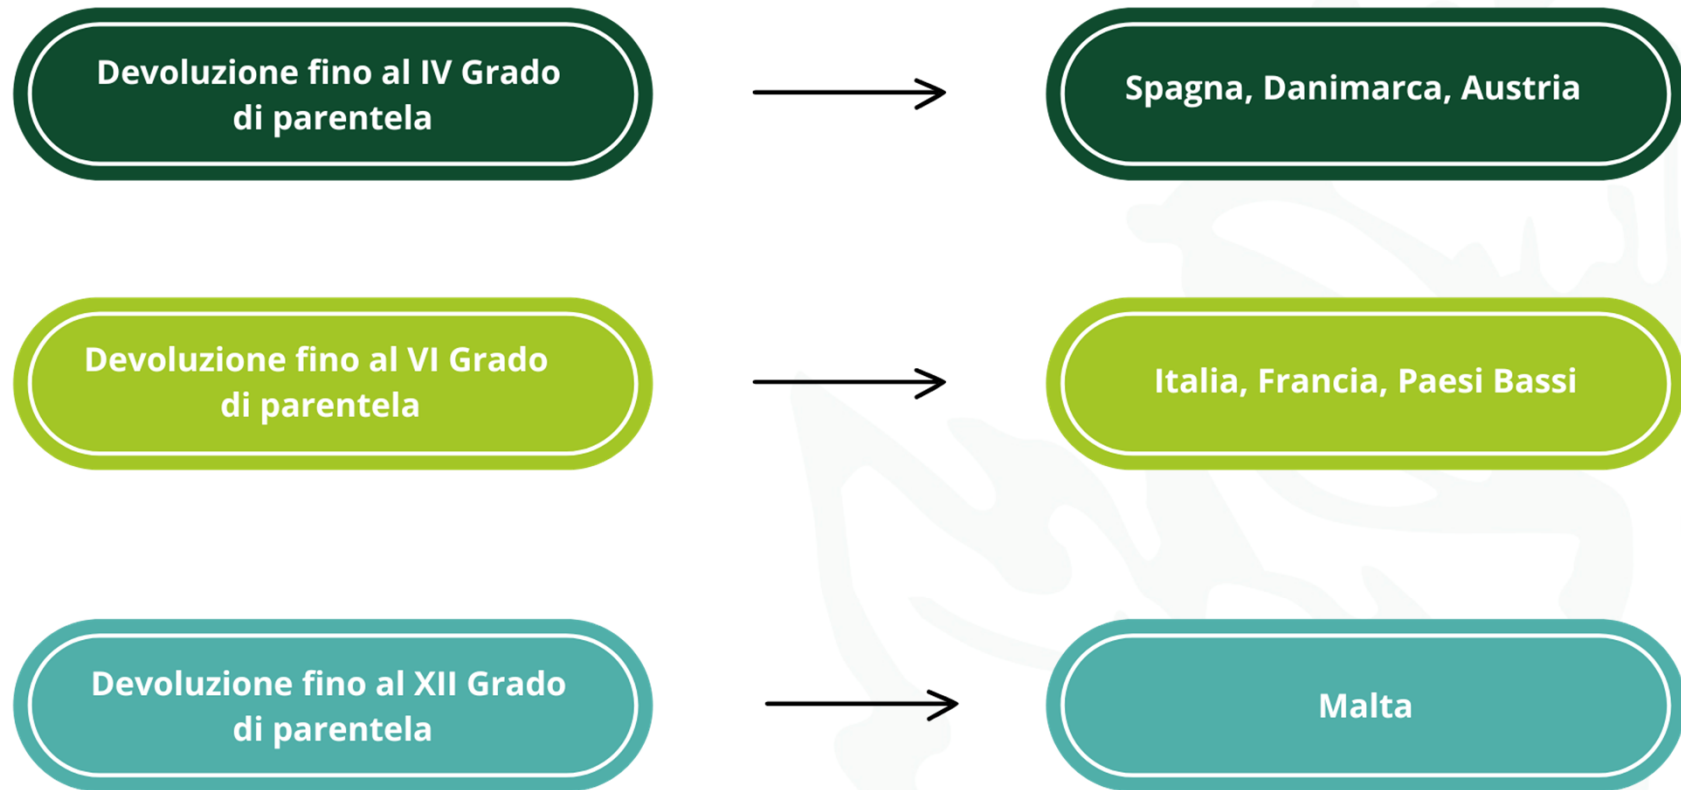 Devoluzione fino al IV Grado
di parentela
Spagna, Danimarca, Austria
Devoluzione fino al VI Grado
di parentela
Italia, Francia, Paesi Bassi
Devoluzione fino al XII Grado
di parentela
Malta